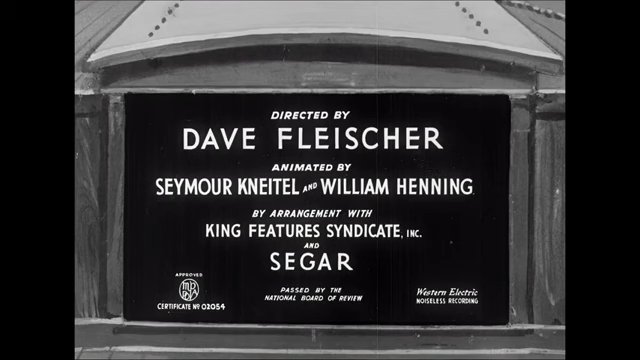 DIRECTED BY
DAVE FLEISCHER
ANIMATED BY
SEYMOUR KNEITEL AND WILLIAM HENNING
BY ARRANGEMENT WITH
KING FEATURES SYNDICATE, INC.
AND
SEGAR
APPROVED
MPPDA
CERTIFICATE Nº 02054
PASSED BY THE
NATIONAL BOARD OF REVIEW
Western Electric
NOISELESS RECORDING